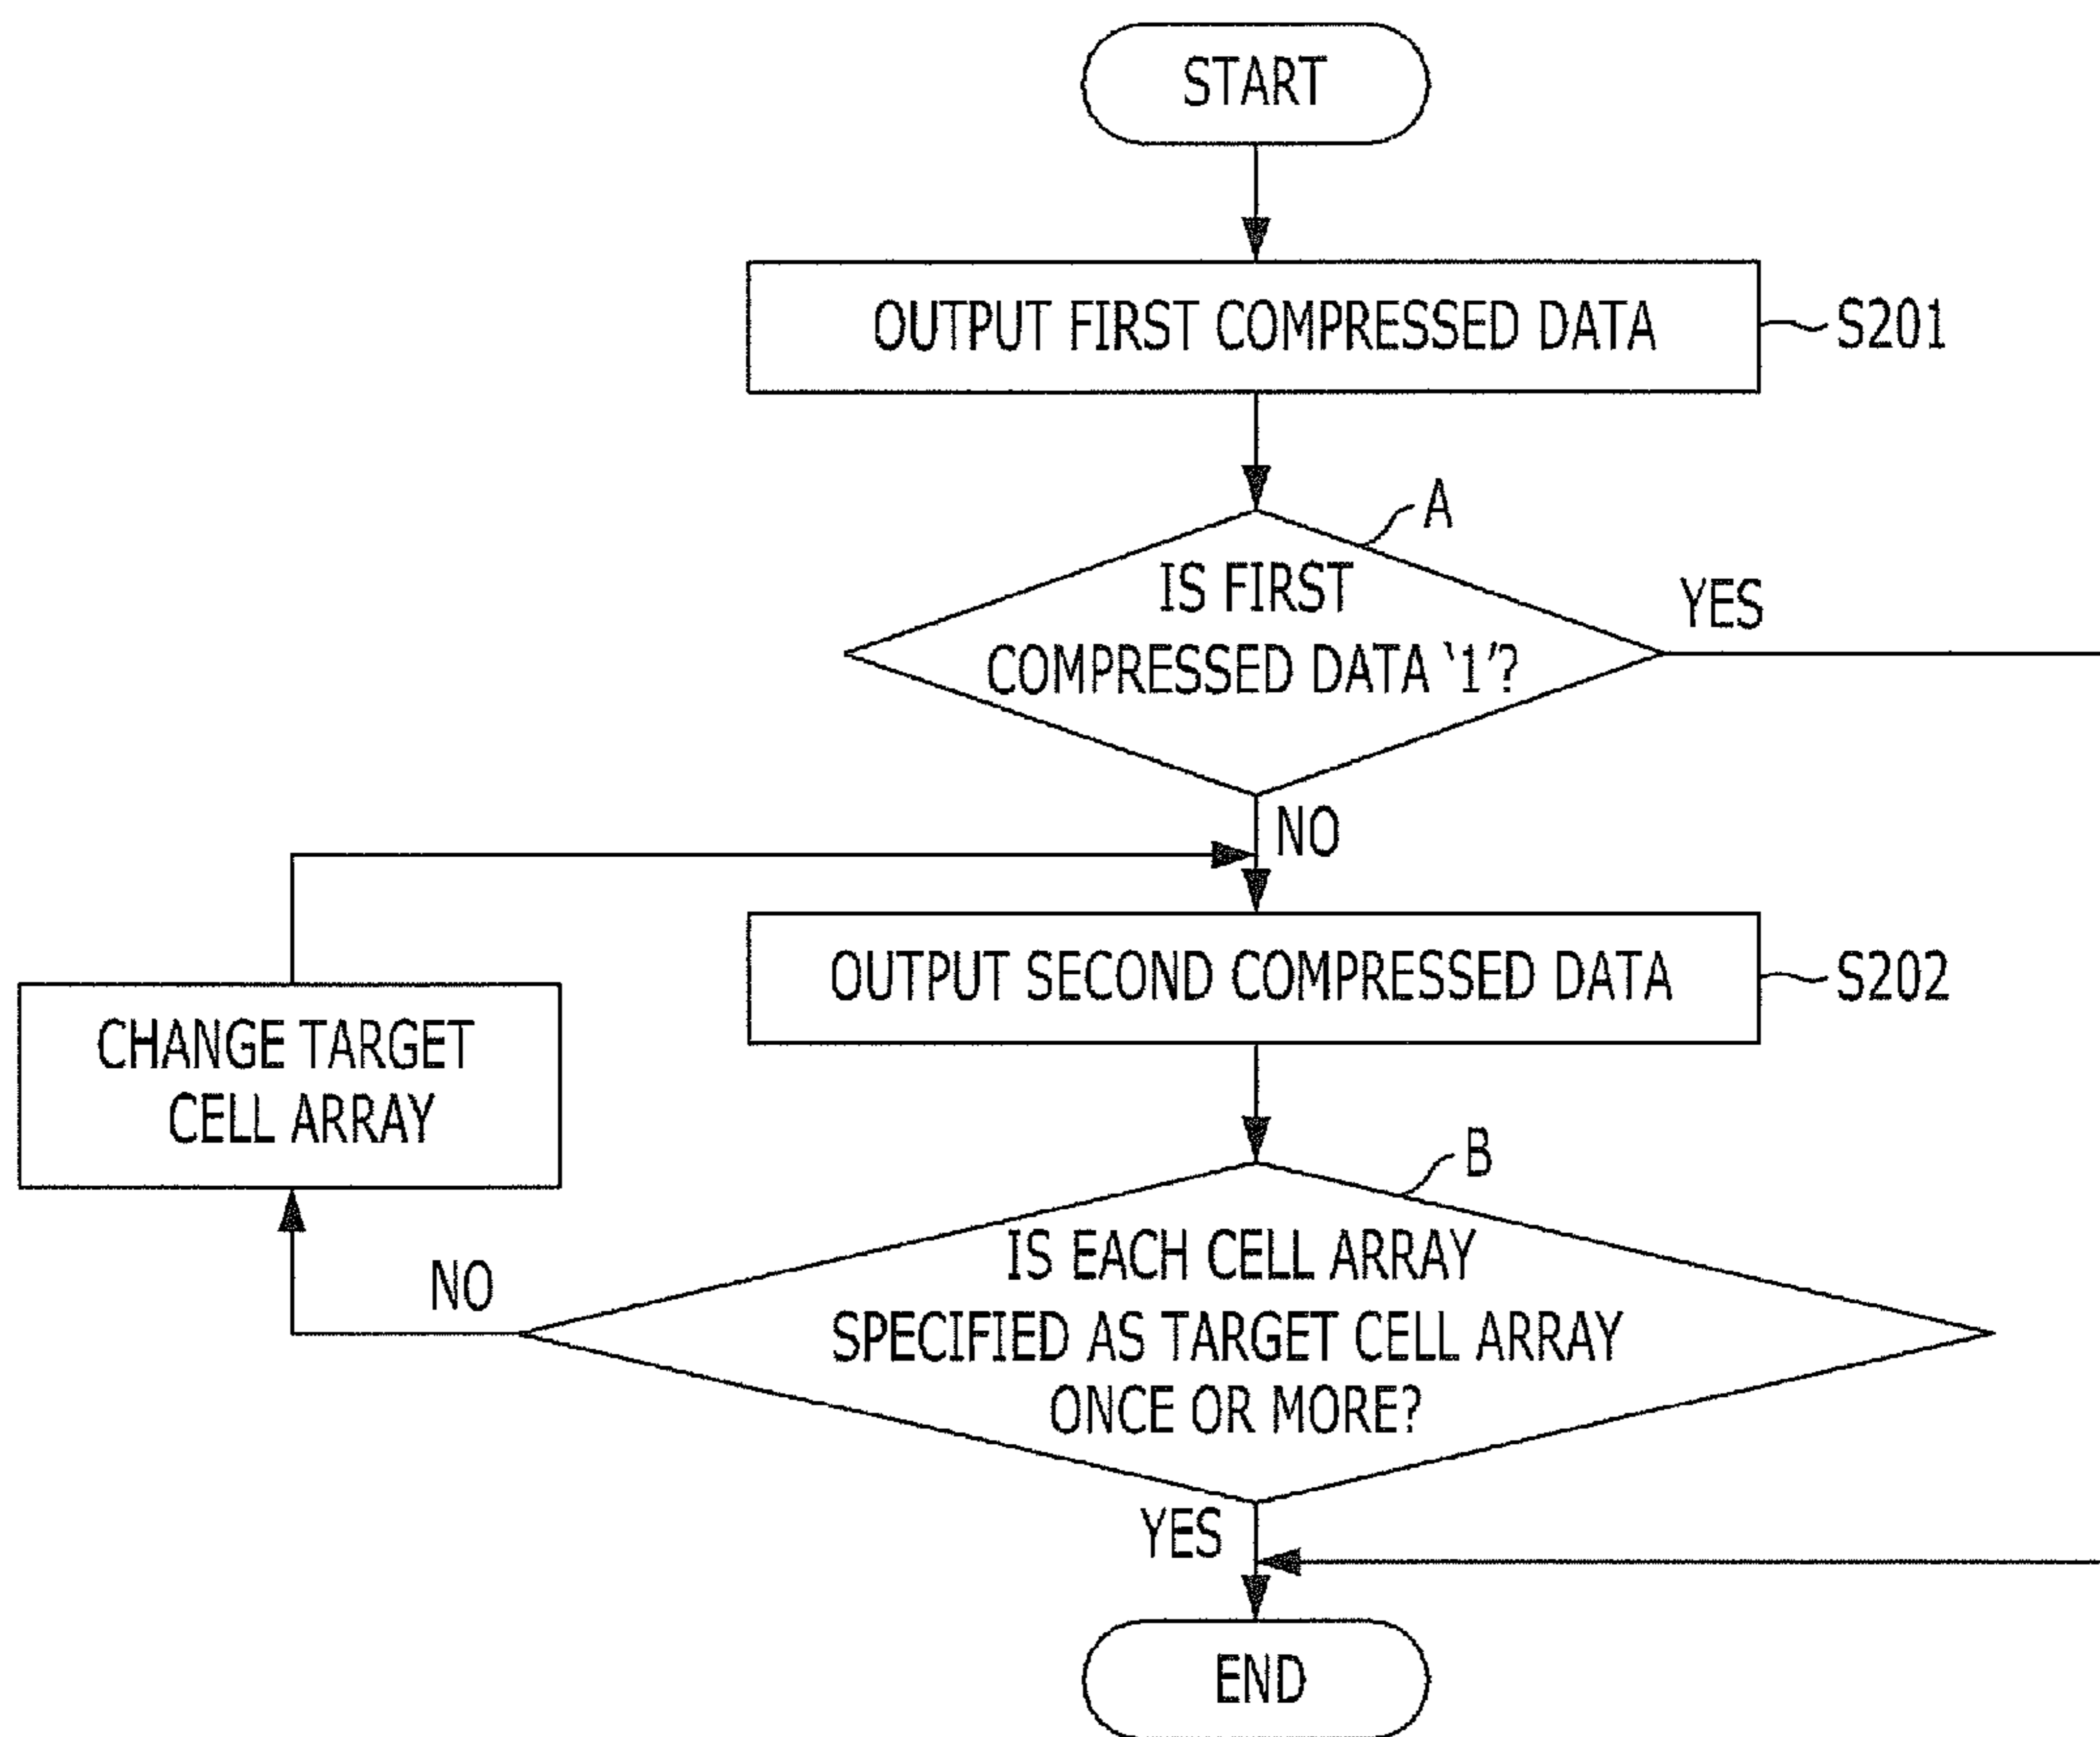 START
OUTPUT FIRST COMPRESSED DATA
S201
A
IS FIRST
COMPRESSED DATA ‘1’?
YES
NO
OUTPUT SECOND COMPRESSED DATA
S202
CHANGE TARGET
CELL ARRAY
B
IS EACH CELL ARRAY
SPECIFIED AS TARGET CELL ARRAY
ONCE OR MORE?
NO
YES
END